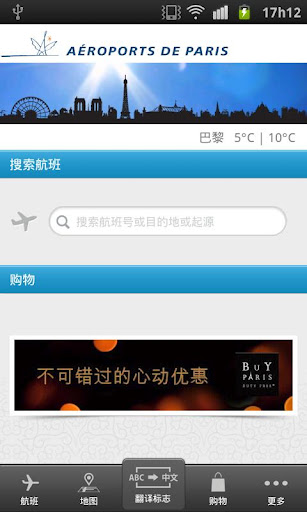 17h12
AÉROPORTS DE PARIS
巴黎 5°C | 10°C
搜索航班
搜索航班号或目的地或起源
购物
不可错过的心动优惠
BUY
PARIS
DUTY FREE
ABC 中文
航班
地图
翻译标志
购物
更多